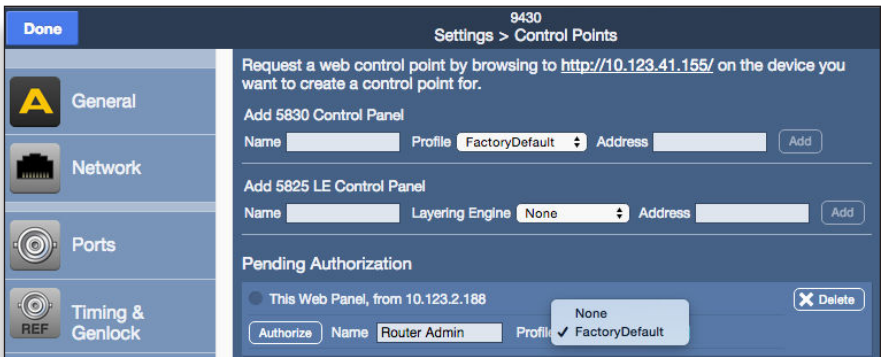 Done
9430
Settings > Control Points
General
Network
Ports
REF
Timing &
Genlock
Request a web control point by browsing to http://10.123.41.155/ on the device you
want to create a control point for.
Add 5830 Control Panel
Name Profile FactoryDefault Address Add
Add 5825 LE Control Panel
Name Layering Engine None Address Add
Pending Authorization
This Web Panel, from 10.123.2.188 Delete
None
Authorize Name Router Admin Profil ✓ FactoryDefault